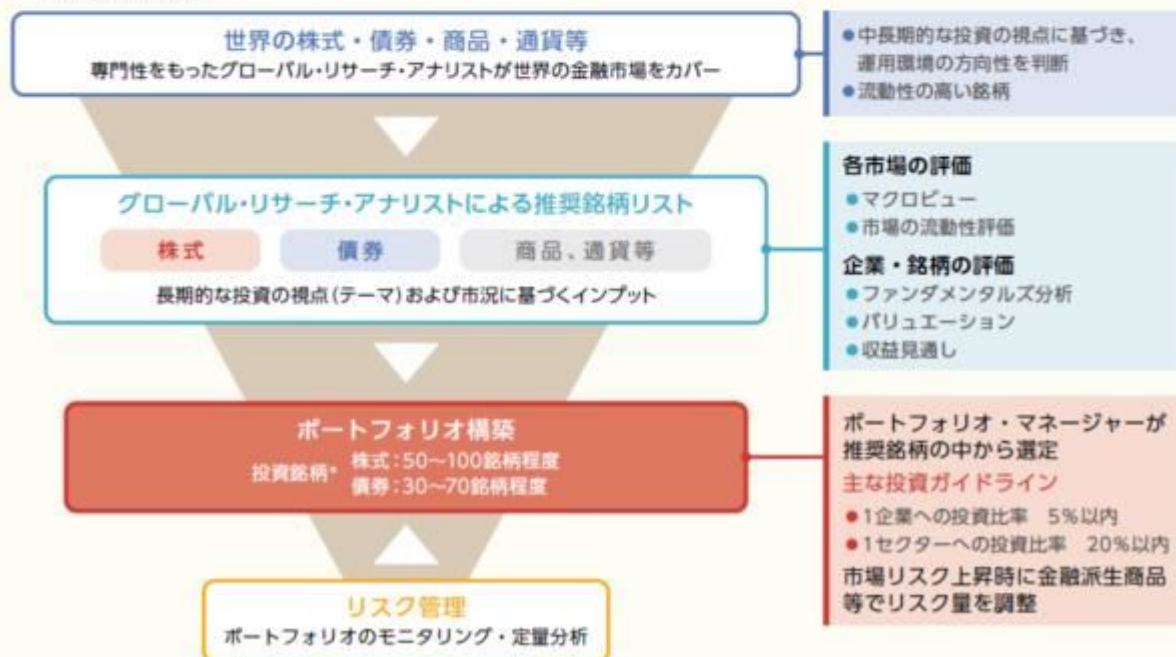 世界の株式・債券・商品・通貨等
専門性をもったグローバル・リサーチ・アナリストが世界の金融市場をカバー
●中長期的な投資の視点に基づき、
運用環境の方向性を判断
●流動性の高い銘柄
グローバル・リサーチ・アナリストによる推奨銘柄リスト
株式
債券
商品、通貨等
長期的な投資の視点(テーマ)および市況に基づくインプット
各市場の評価
●マクロビュー
●市場の流動性評価
企業・銘柄の評価
●ファンダメンタルズ分析
●バリュエーション
●収益見通し
ポートフォリオ構築
投資銘柄*
株式:50〜100銘柄程度
債券:30〜70銘柄程度
ポートフォリオ・マネージャーが
推奨銘柄の中から選定
主な投資ガイドライン
●1企業への投資比率 5%以内
●1セクターへの投資比率 20%以内
市場リスク上昇時に金融派生商品
等でリスク量を調整
リスク管理
ポートフォリオのモニタリング・定量分析